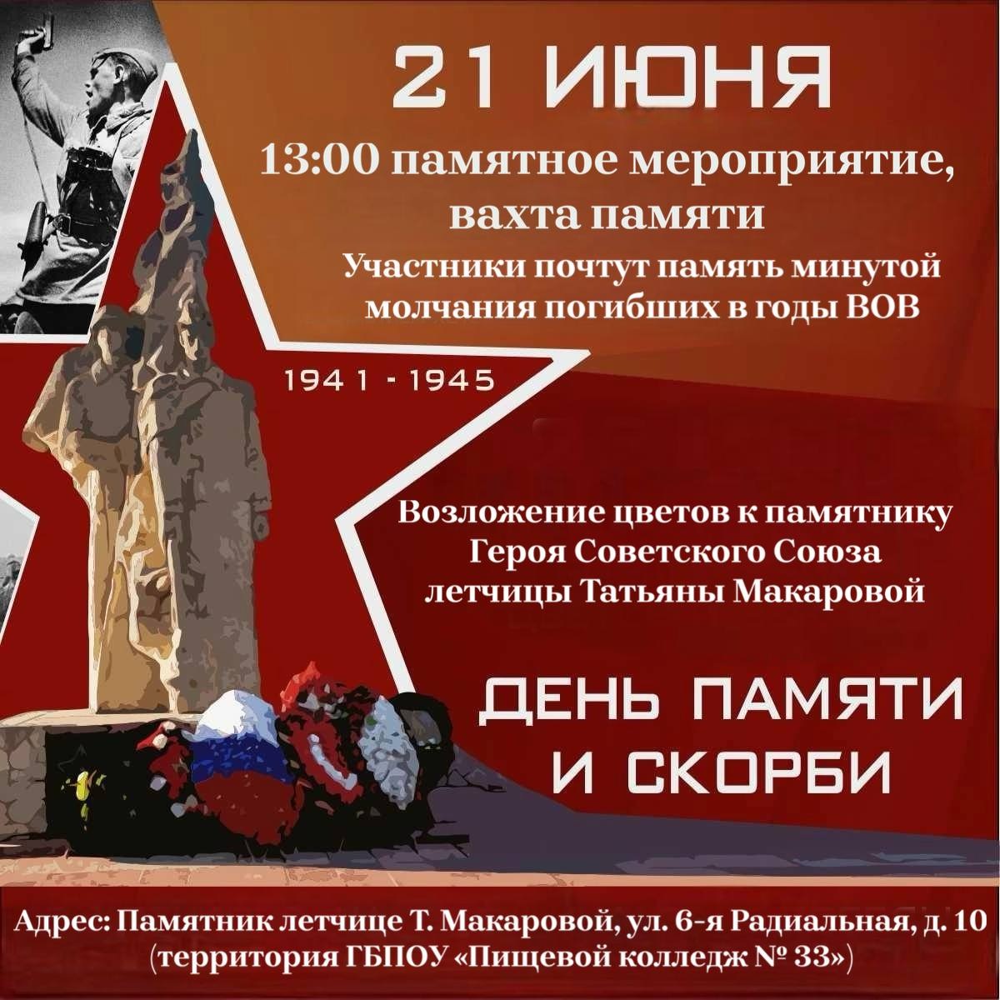 21 ИЮНЯ
13:00 памятное мероприятие,
вахта памяти
Участники почтут память минутой
молчания погибших в годы ВОВ
1941 - 1945
Возложение цветов к памятнику
Героя Советского Союза
летчицы Татьяны Макаровой
ДЕНЬ ПАМЯТИ
И СКОРБИ
Адрес: Памятник летчице Т. Макаровой, ул. 6-я Радиальная, д. 10
(территория ГБПОУ «Пищевой колледж № 33»)